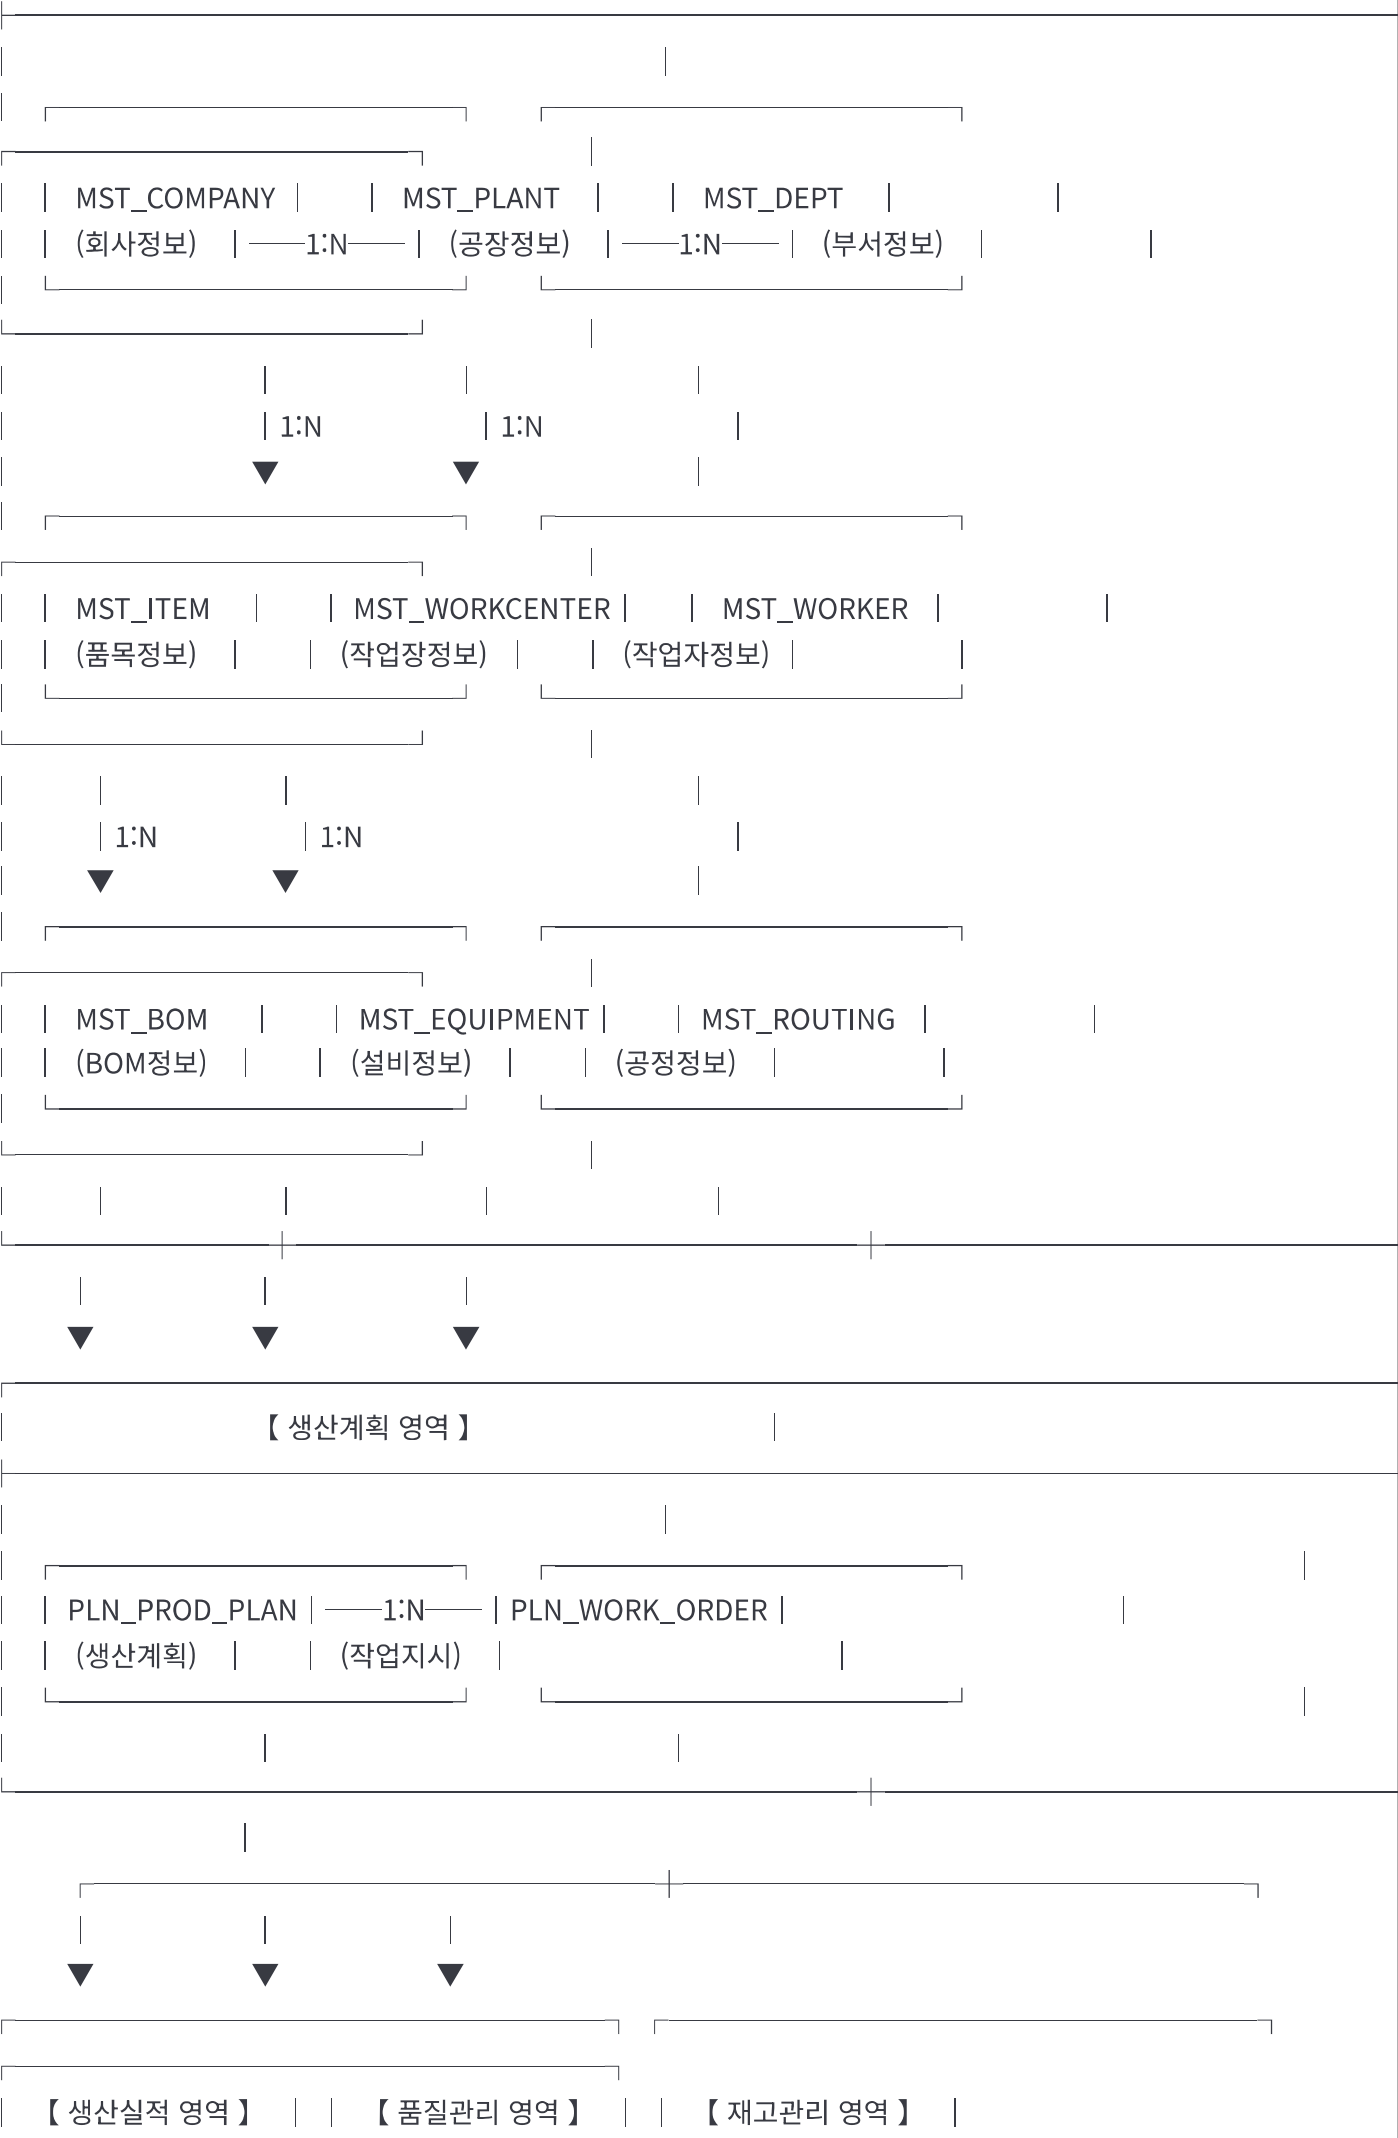 MST_COMPANY MST_PLANT MST_DEPT
(회사정보) 1:N (공장정보) 1:N (부서정보)
1:N 1:N
MST_ITEM MST_WORKCENTER MST_WORKER
(품목정보) (작업장정보) (작업자정보)
1:N 1:N
MST_BOM MST_EQUIPMENT MST_ROUTING
(BOM정보) (설비정보) (공정정보)
【 생산계획 영역 】
PLN_PROD_PLAN 1:N PLN_WORK_ORDER
(생산계획) (작업지시)
【 생산실적 영역 】 【 품질관리 영역 】 【 재고관리 영역 】